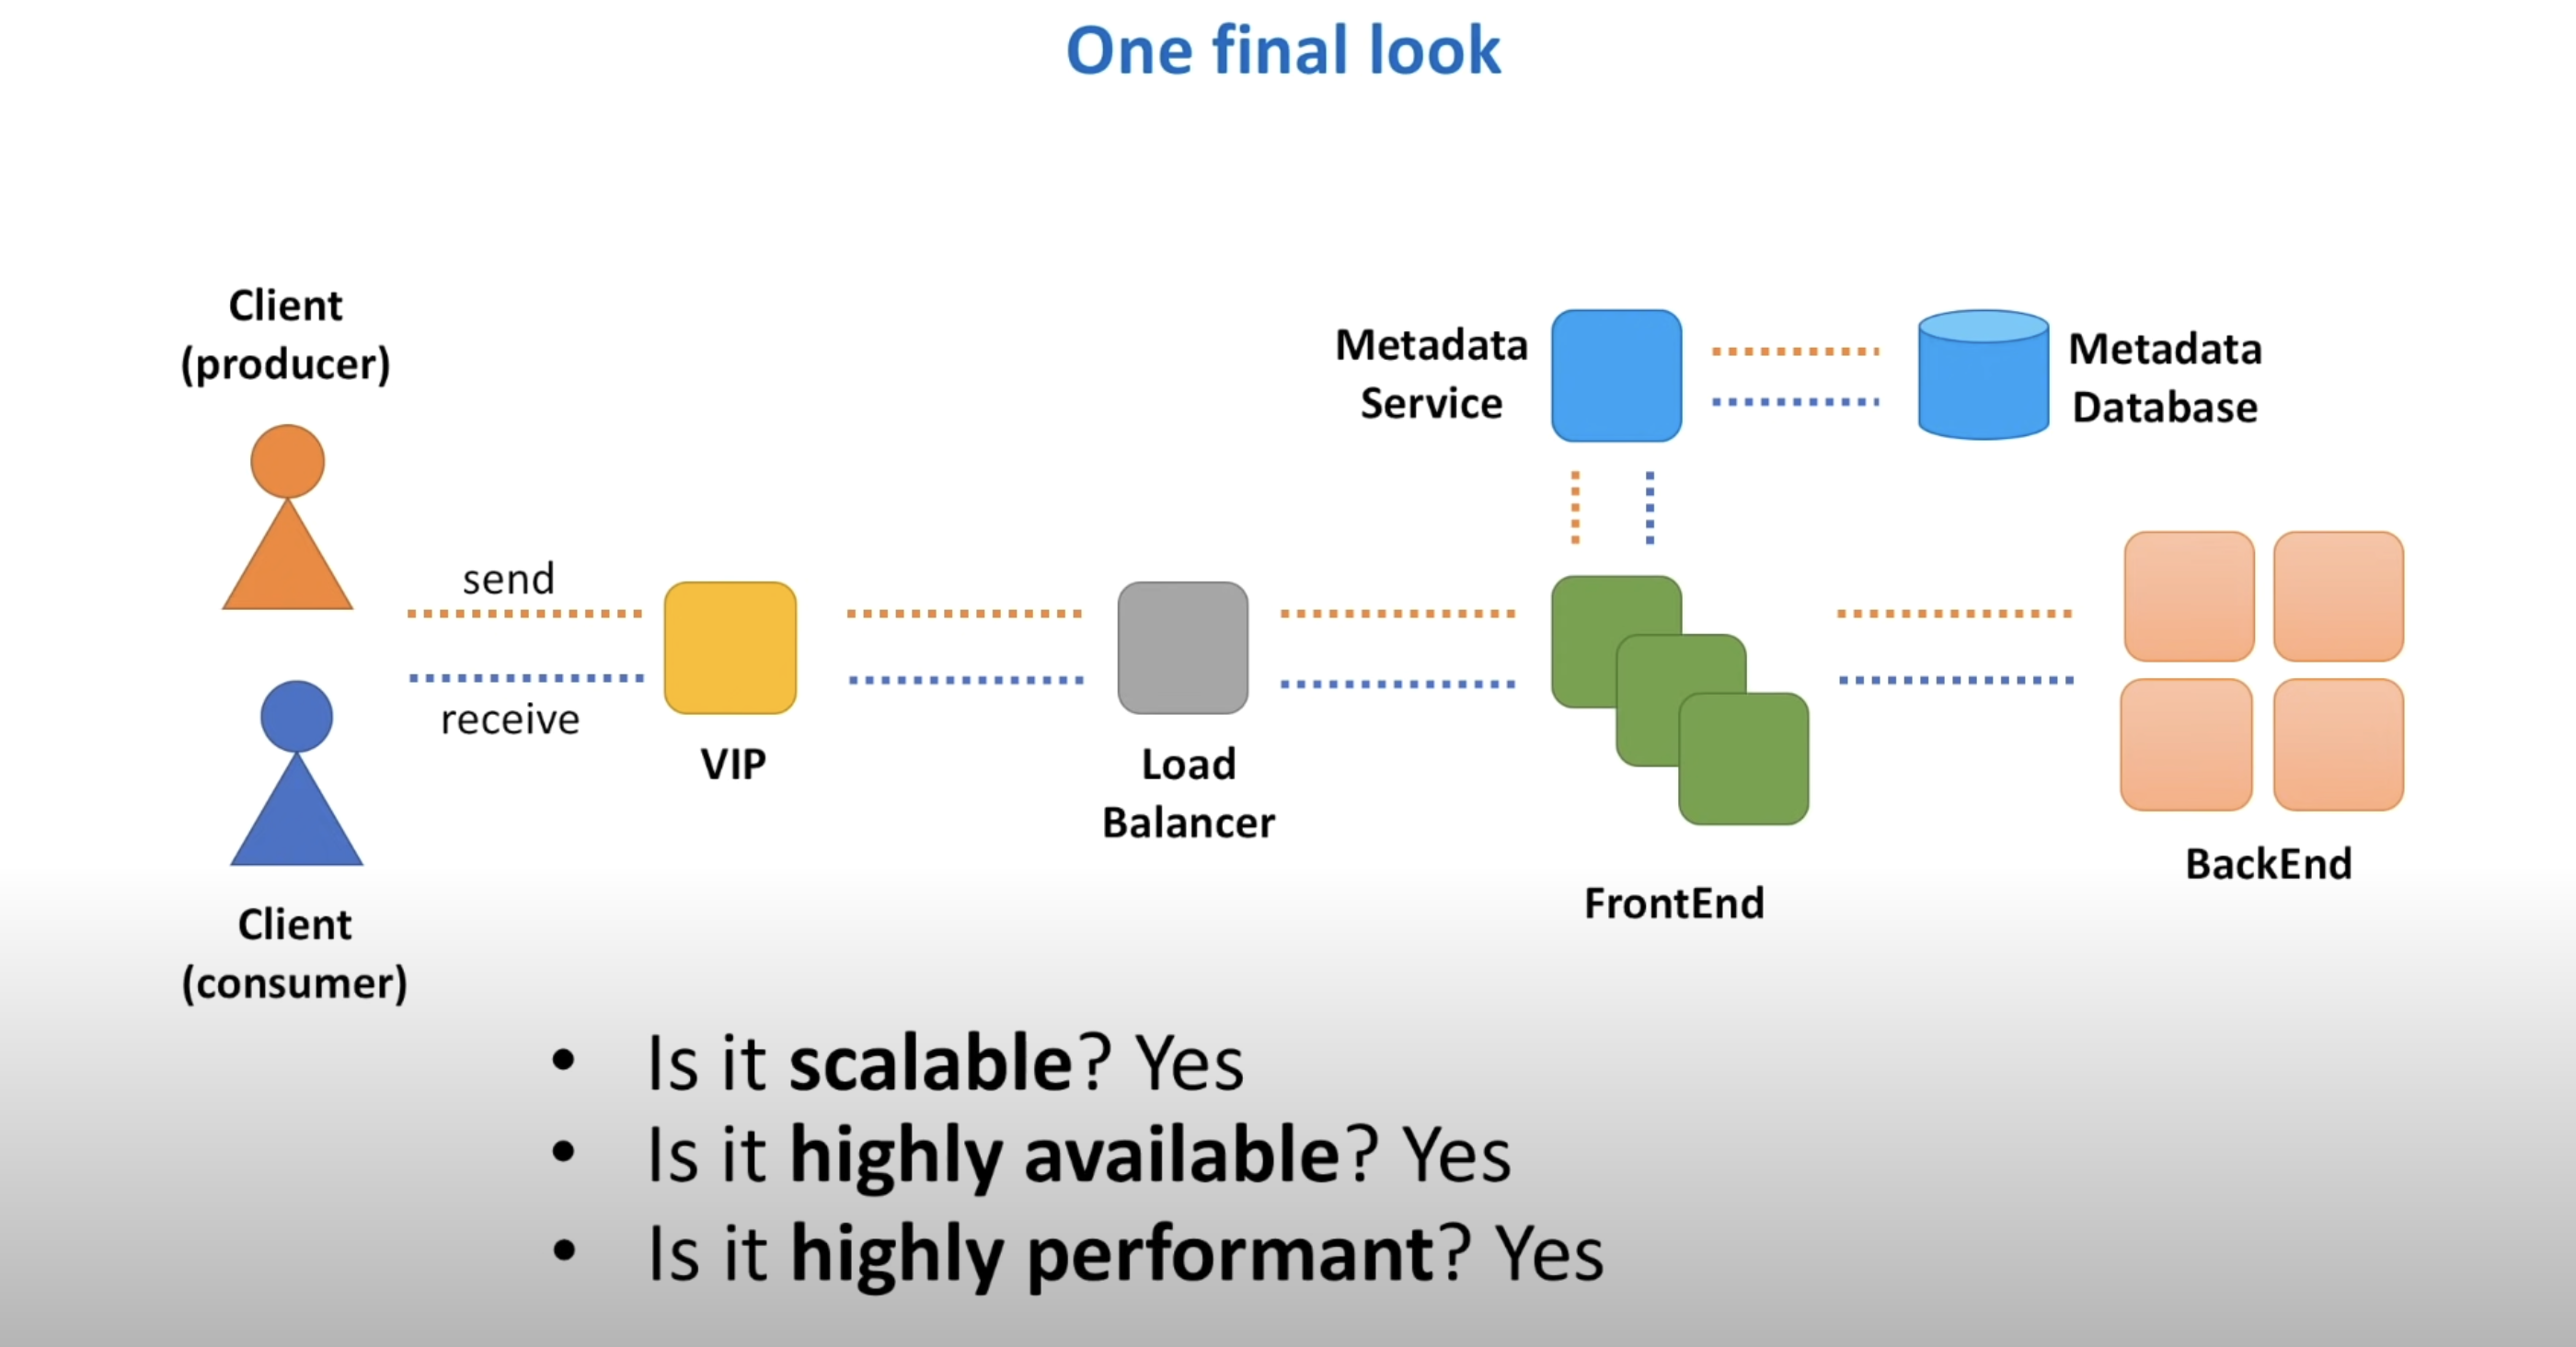 One final look
Client
(producer)
send
receive
Client
(consumer)
VIP
Load
Balancer
Metadata
Service
Metadata
Database
FrontEnd
BackEnd
• Is it scalable? Yes
• Is it highly available? Yes
• Is it highly performant? Yes